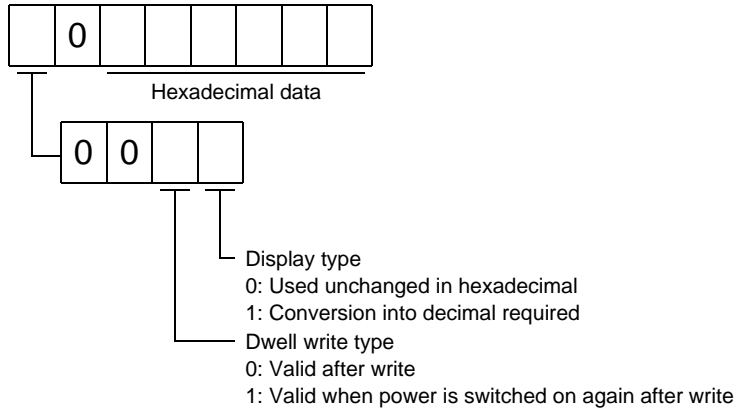 0
Hexadecimal data
0 0
Display type
0: Used unchanged in hexadecimal
1: Conversion into decimal required
Dwell write type
0: Valid after write
1: Valid when power is switched on again after write